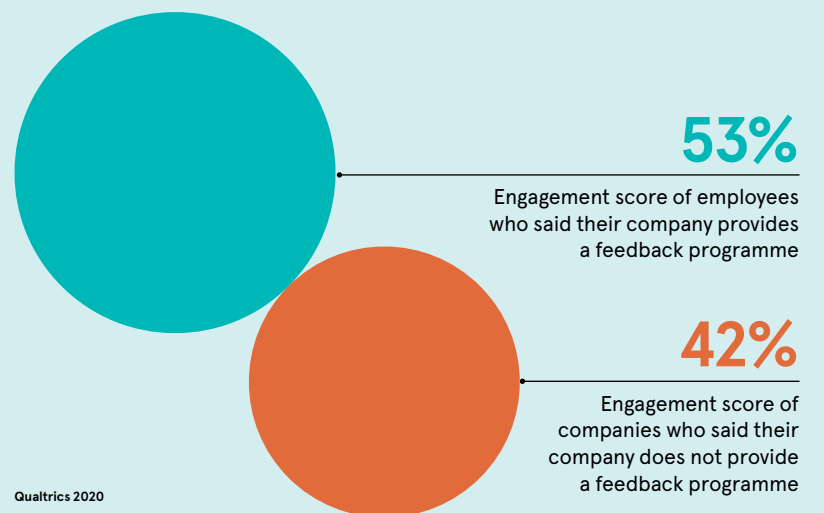 53%
Engagement score of employees
who said their company provides
a feedback programme
42%
Engagement score of
companies who said their
company does not provide
a feedback programme
Qualtrics 2020